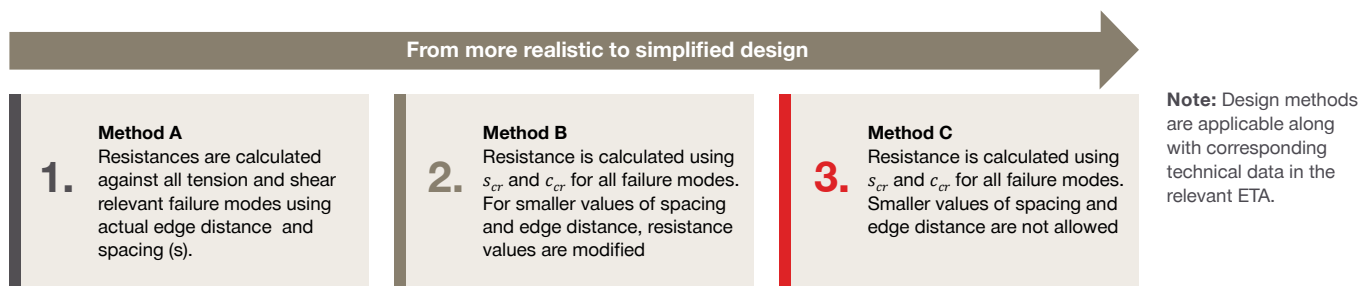 From more realistic to simplified design
1.
Method A
Resistances are calculated
against all tension and shear
relevant failure modes using
actual edge distance and
spacing (s).
2.
Method B
Resistance is calculated using
s_cr and c_cr for all failure modes.
For smaller values of spacing
and edge distance, resistance
values are modified
3.
Method C
Resistance is calculated using
s_cr and c_cr for all failure modes.
Smaller values of spacing and
edge distance are not allowed
Note: Design methods
are applicable along
with corresponding
technical data in the
relevant ETA.